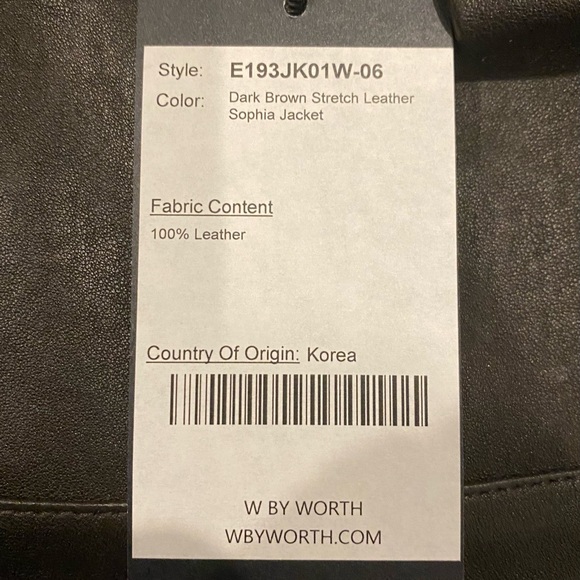 Style: E193JK01W-06
Color: Dark Brown Stretch Leather
Sophia Jacket
Fabric Content
100% Leather
Country Of Origin: Korea
W BY WORTH
WBYWORTH.COM